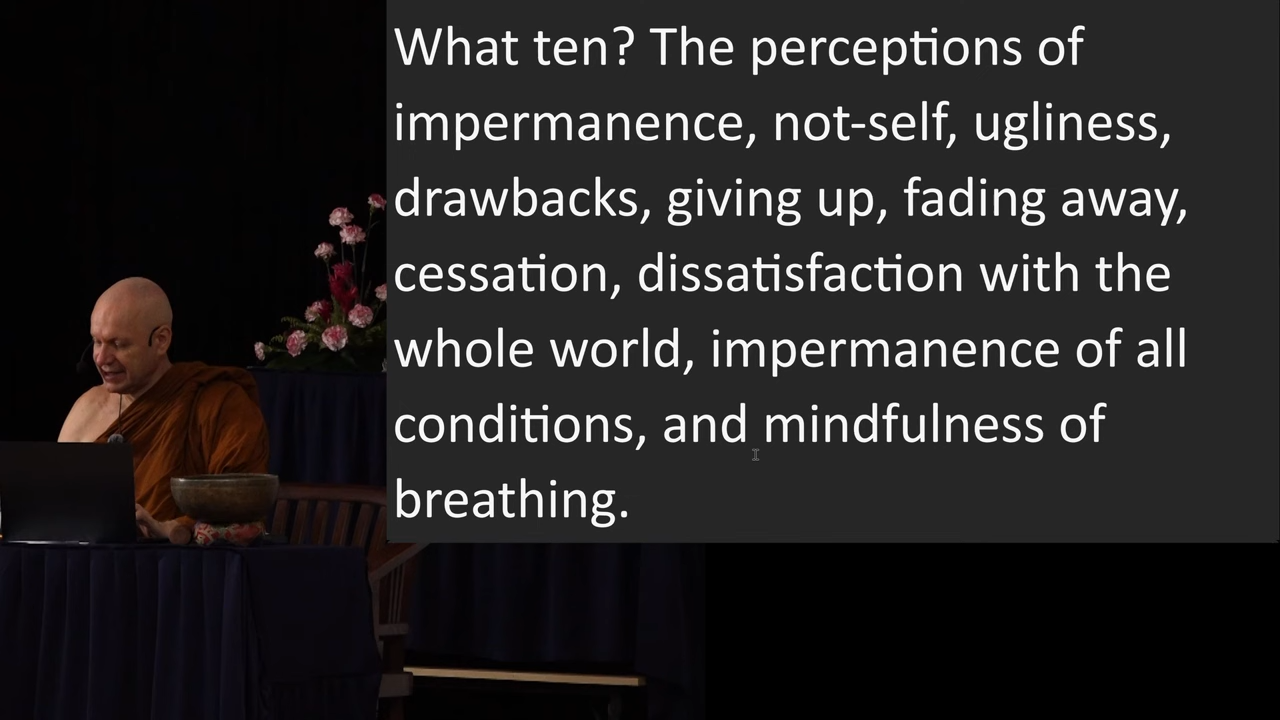 What ten? The perceptions of
impermanence, not-self, ugliness,
drawbacks, giving up, fading away,
cessation, dissatisfaction with the
whole world, impermanence of all
conditions, and mindfulness of
breathing.